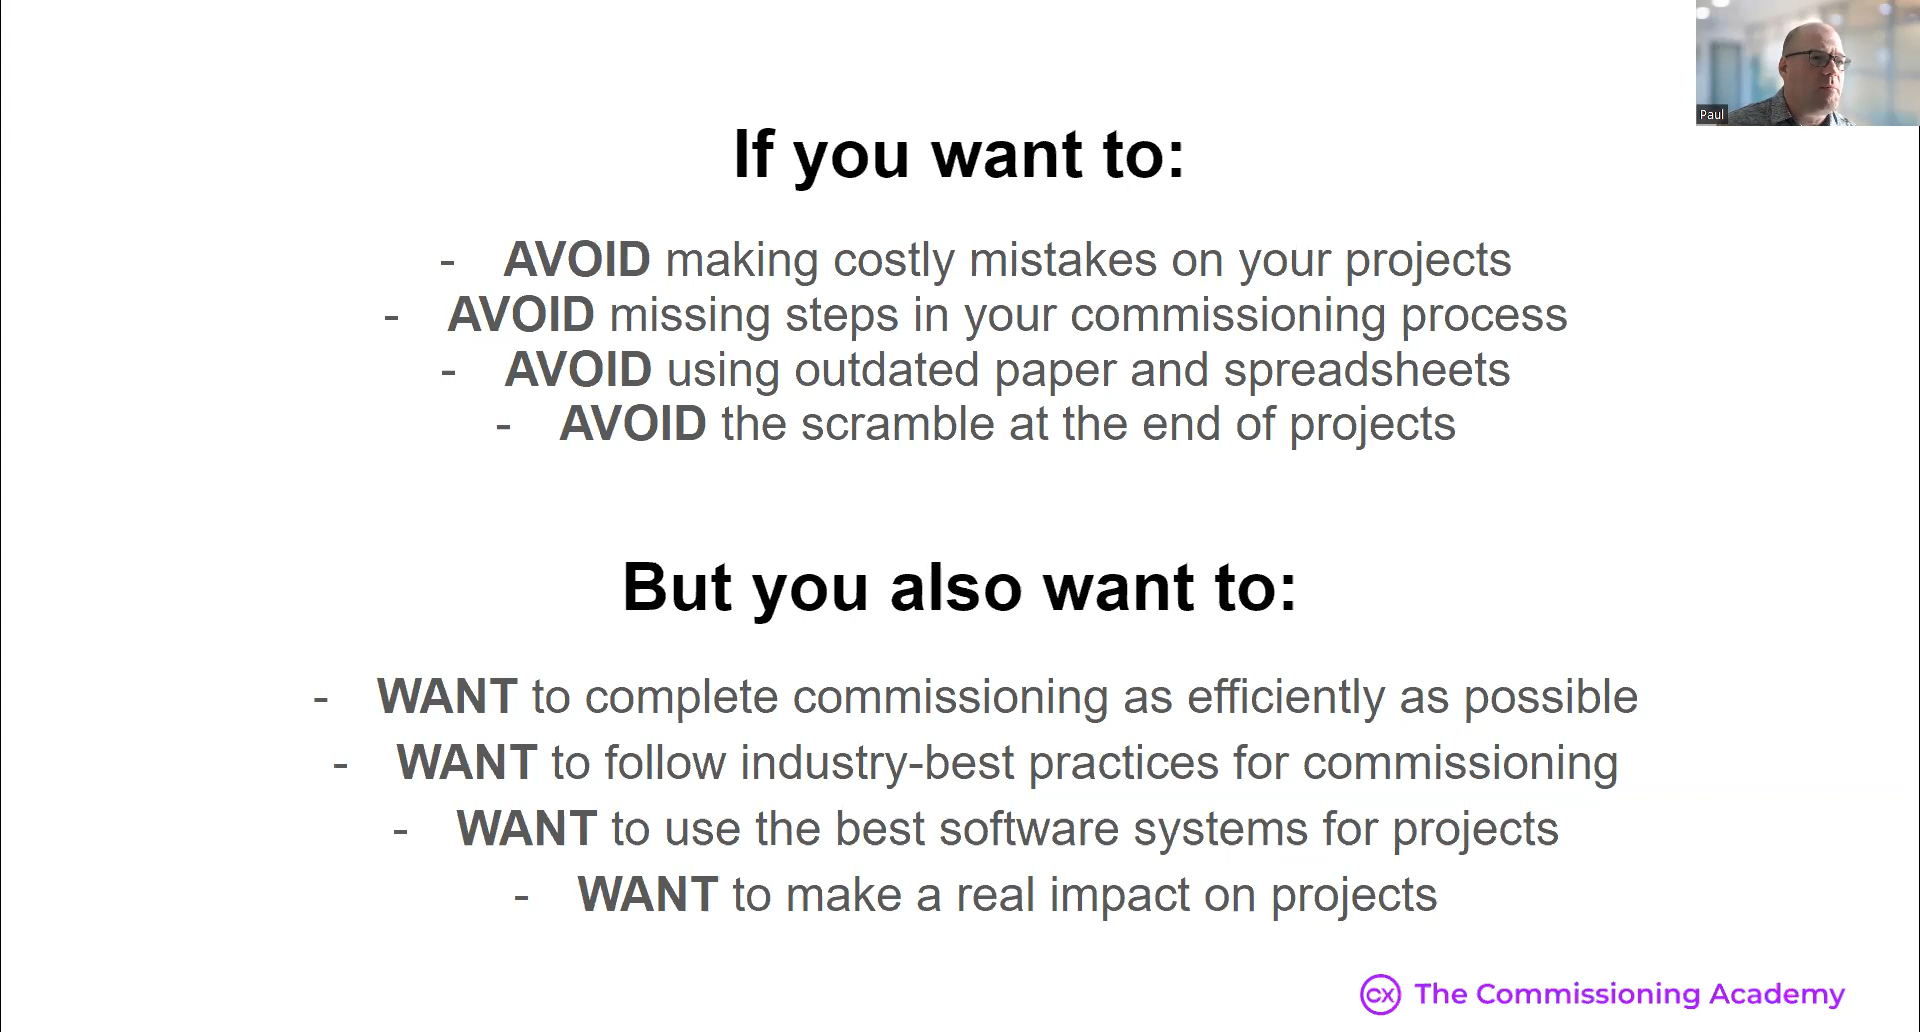 Paul
If you want to:
- AVOID making costly mistakes on your projects
- AVOID missing steps in your commissioning process
- AVOID using outdated paper and spreadsheets
- AVOID the scramble at the end of projects
But you also want to:
- WANT to complete commissioning as efficiently as possible
- WANT to follow industry-best practices for commissioning
- WANT to use the best software systems for projects
- WANT to make a real impact on projects
cx The Commissioning Academy